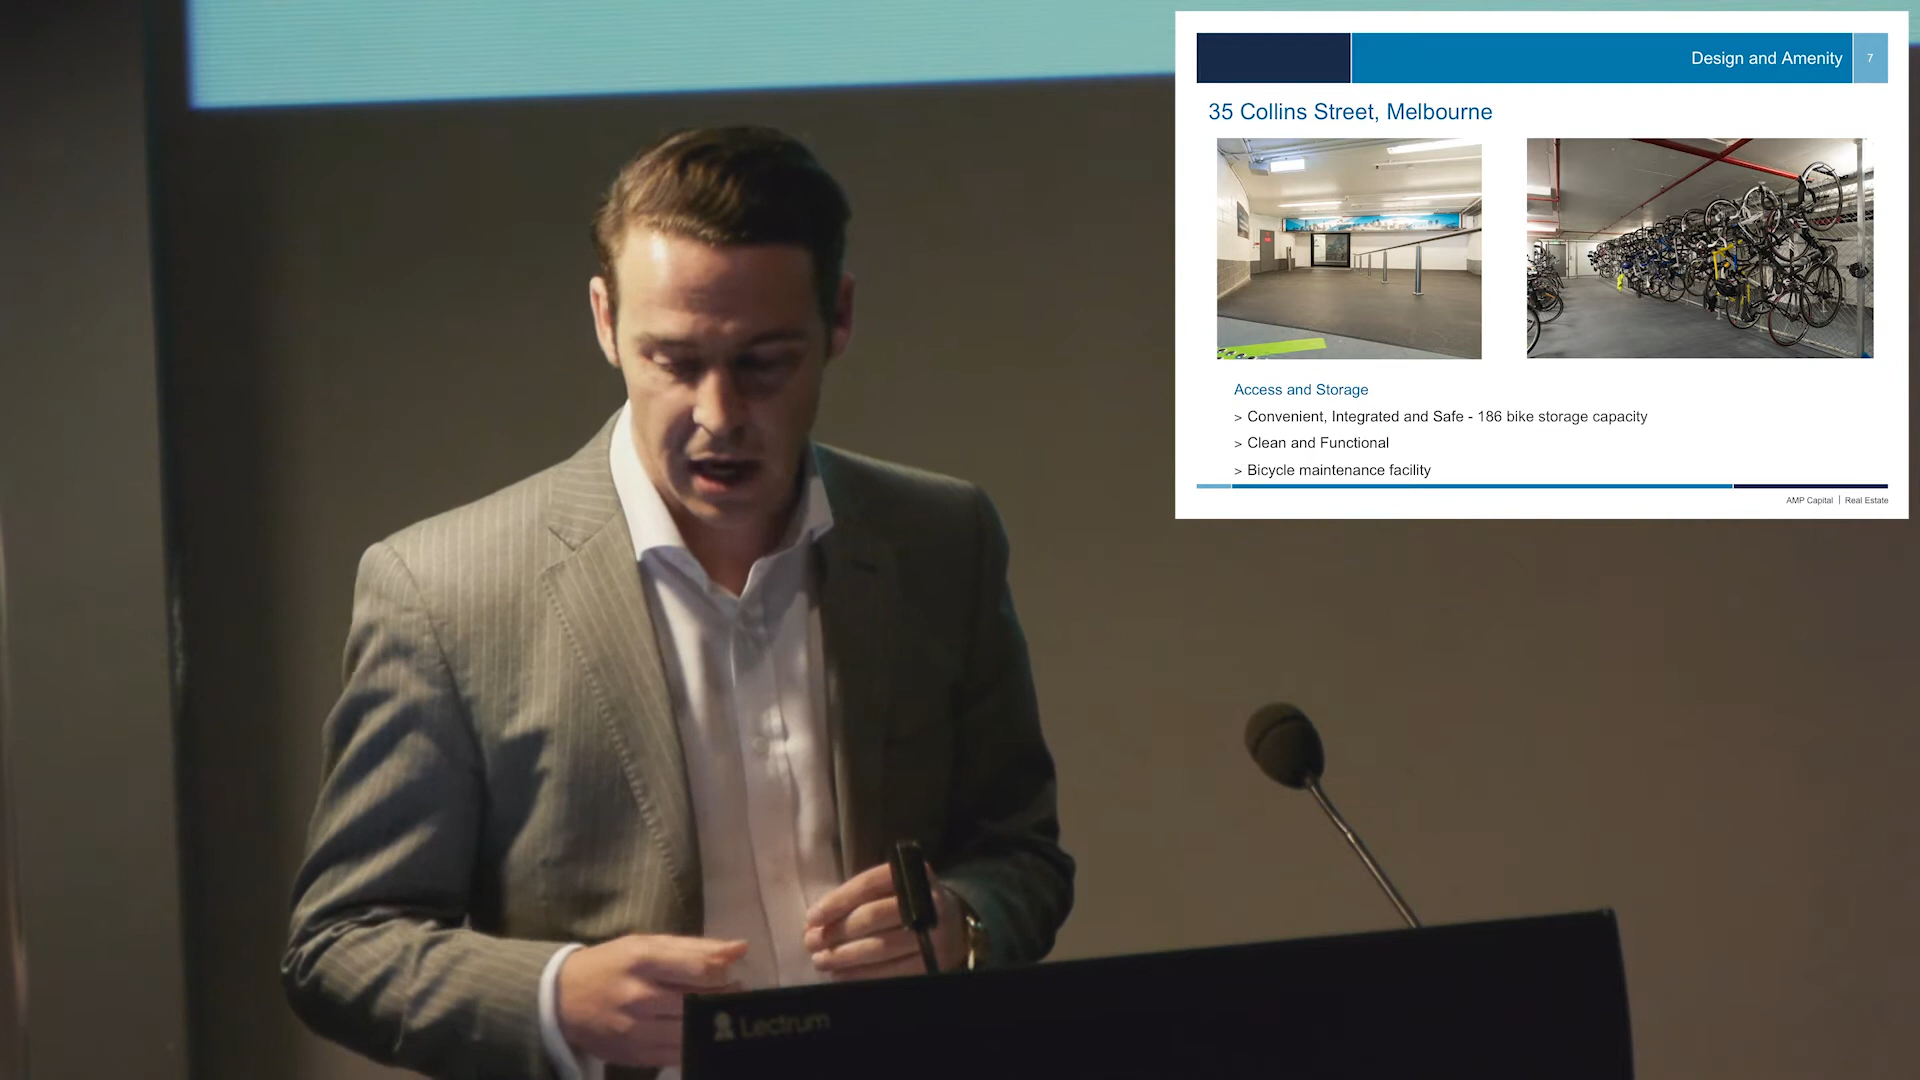 Design and Amenity 7
35 Collins Street, Melbourne
Access and Storage
> Convenient, Integrated and Safe - 186 bike storage capacity
> Clean and Functional
> Bicycle maintenance facility
AMP Capital | Real Estate
Lectrum